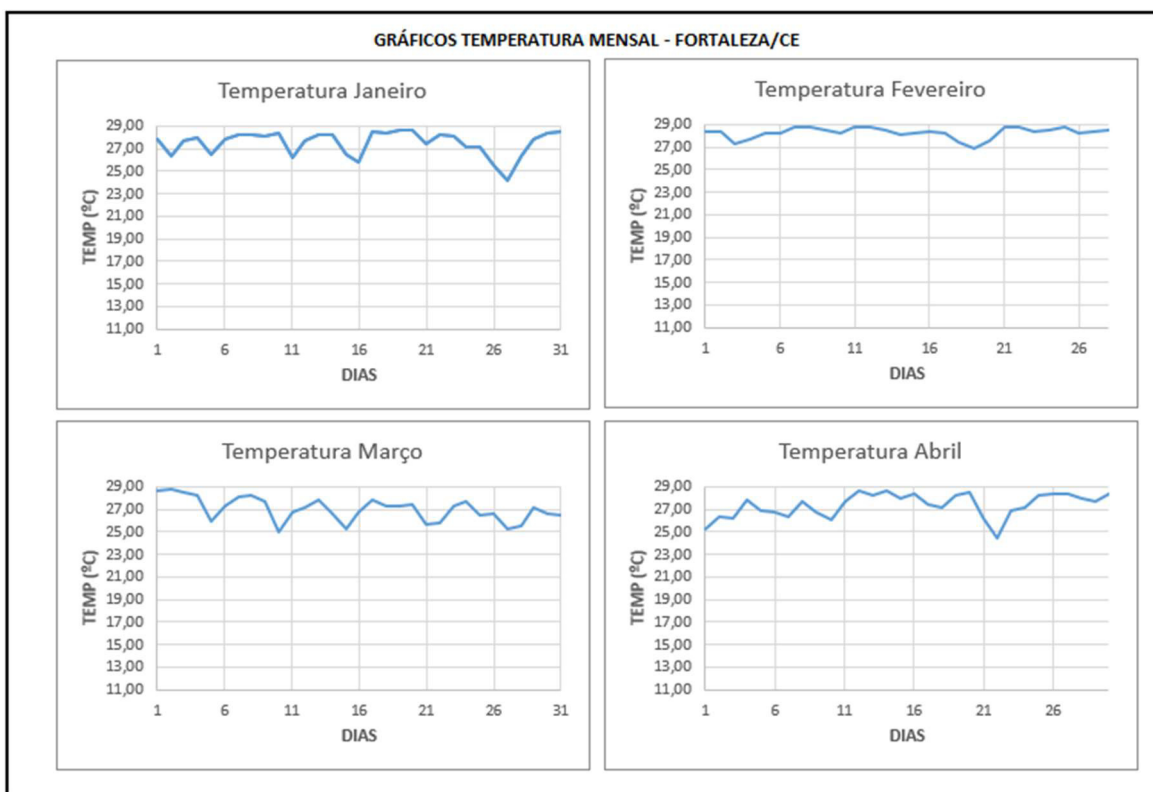 GRÁFICOS TEMPERATURA MENSAL - FORTALEZA/CE
Temperatura Janeiro
TEMP (ºC)
29,00
27,00
25,00
23,00
21,00
19,00
17,00
15,00
13,00
11,00
1 6 11 16 21 26 31
DIAS
Temperatura Fevereiro
TEMP (ºC)
29,00
27,00
25,00
23,00
21,00
19,00
17,00
15,00
13,00
11,00
1 6 11 16 21 26
DIAS
Temperatura Março
TEMP (ºC)
29,00
27,00
25,00
23,00
21,00
19,00
17,00
15,00
13,00
11,00
1 6 11 16 21 26 31
DIAS
Temperatura Abril
TEMP (ºC)
29,00
27,00
25,00
23,00
21,00
19,00
17,00
15,00
13,00
11,00
1 6 11 16 21 26
DIAS